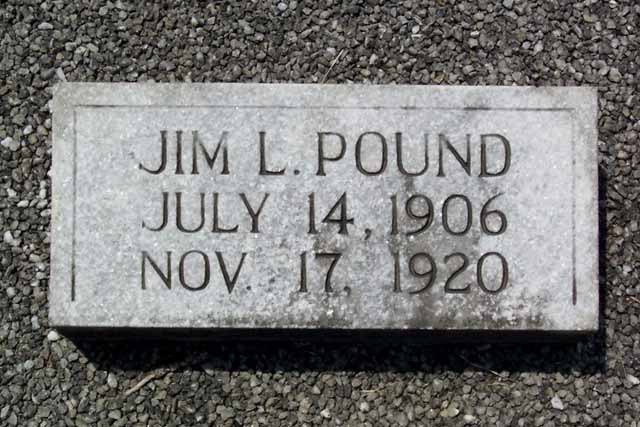 JIM L. POUND
JULY 14, 1906
NOV. 17, 1920